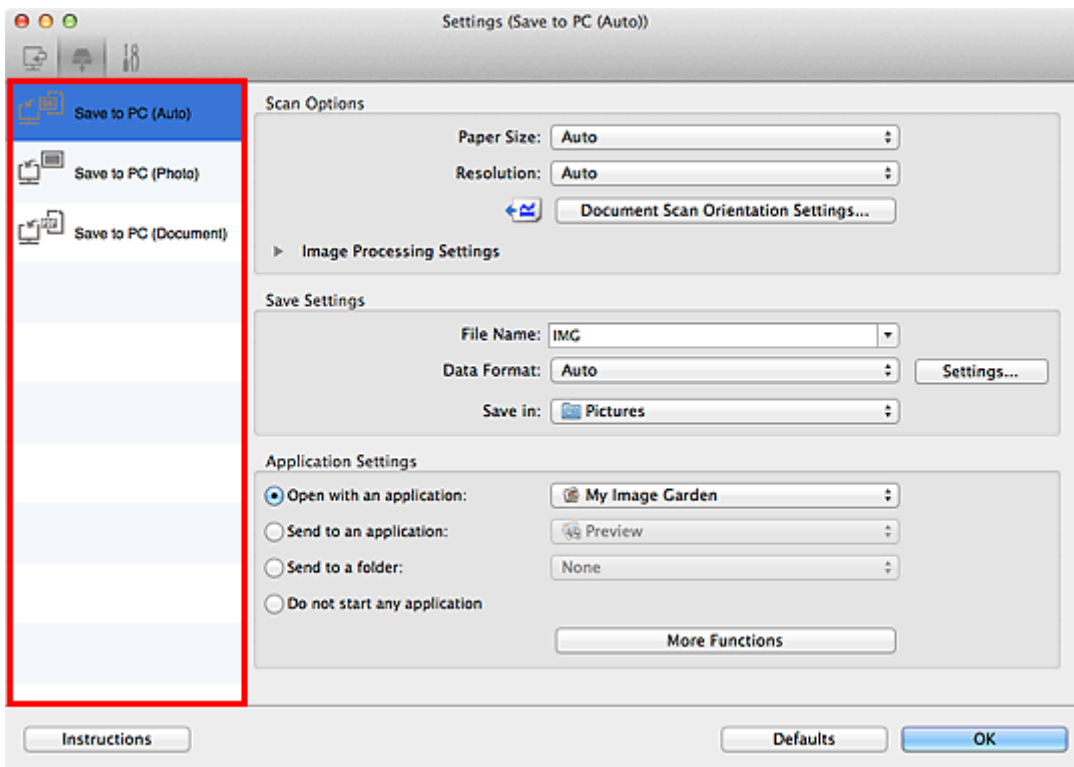 Settings (Save to PC (Auto))
Save to PC (Auto)
Save to PC (Photo)
Save to PC (Document)
Scan Options
Paper Size: Auto
Resolution: Auto
Document Scan Orientation Settings...
Image Processing Settings
Save Settings
File Name: IMG
Data Format: Auto Settings...
Save in: Pictures
Application Settings
Open with an application: My Image Garden
Send to an application: Preview
Send to a folder: None
Do not start any application
More Functions
Instructions Defaults OK